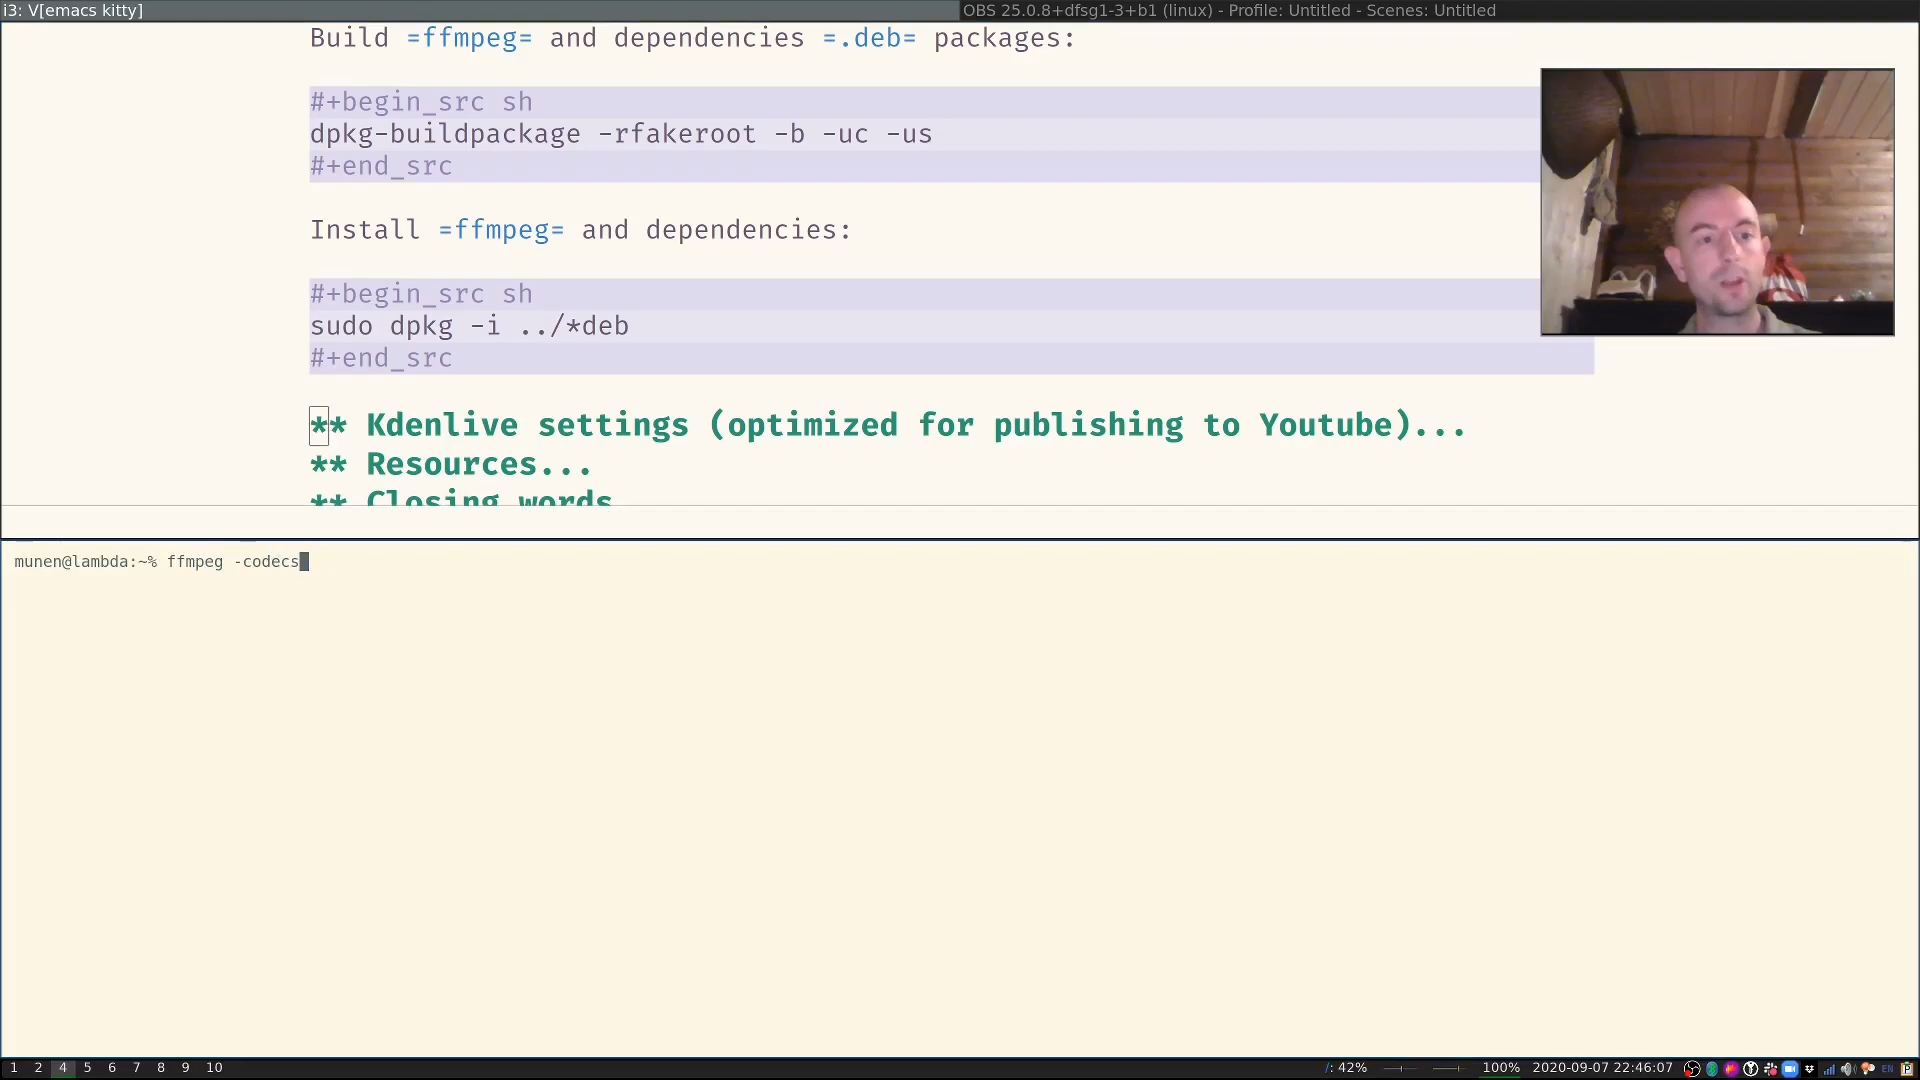 i3: V[emacs kitty]
OBS 25.0.8+dfsg1-3+b1 (linux) - Profile: Untitled - Scenes: Untitled
Build =ffmpeg= and dependencies =.deb= packages:
#+begin_src sh
dpkg-buildpackage -rfakeroot -b -uc -us
#+end_src
Install =ffmpeg= and dependencies:
#+begin_src sh
sudo dpkg -i ../*deb
#+end_src
** Kdenlive settings (optimized for publishing to Youtube)...
** Resources...
** Closing words
munen@lambda:~% ffmpeg -codecs
1 2 4 5 6 7 8 9 10
/: 42% 100% 2020-09-07 22:46:07 EN